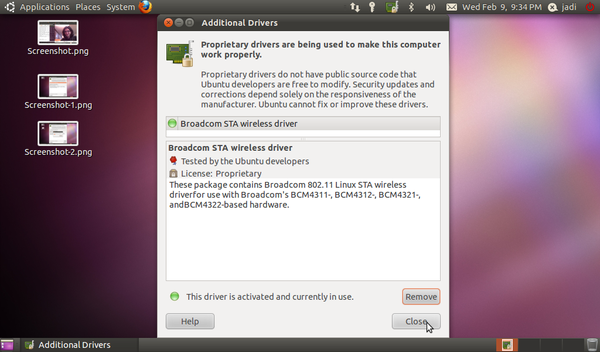 Applications Places System
Wed Feb 9, 9:34 PM
jadi
Screenshot.png
Screenshot-1.png
Screenshot-2.png
Additional Drivers
Proprietary drivers are being used to make this computer
work properly.
Proprietary drivers do not have public source code that
Ubuntu developers are free to modify. Security updates and
corrections depend solely on the responsiveness of the
manufacturer. Ubuntu cannot fix or improve these drivers.
Broadcom STA wireless driver
Broadcom STA wireless driver
Tested by the Ubuntu developers
License: Proprietary
These package contains Broadcom 802.11 Linux STA wireless
driverfor use with Broadcom's BCM4311-, BCM4312-, BCM4321-,
andBCM4322-based hardware.
This driver is activated and currently in use.
Remove
Help
Close
Additional Drivers